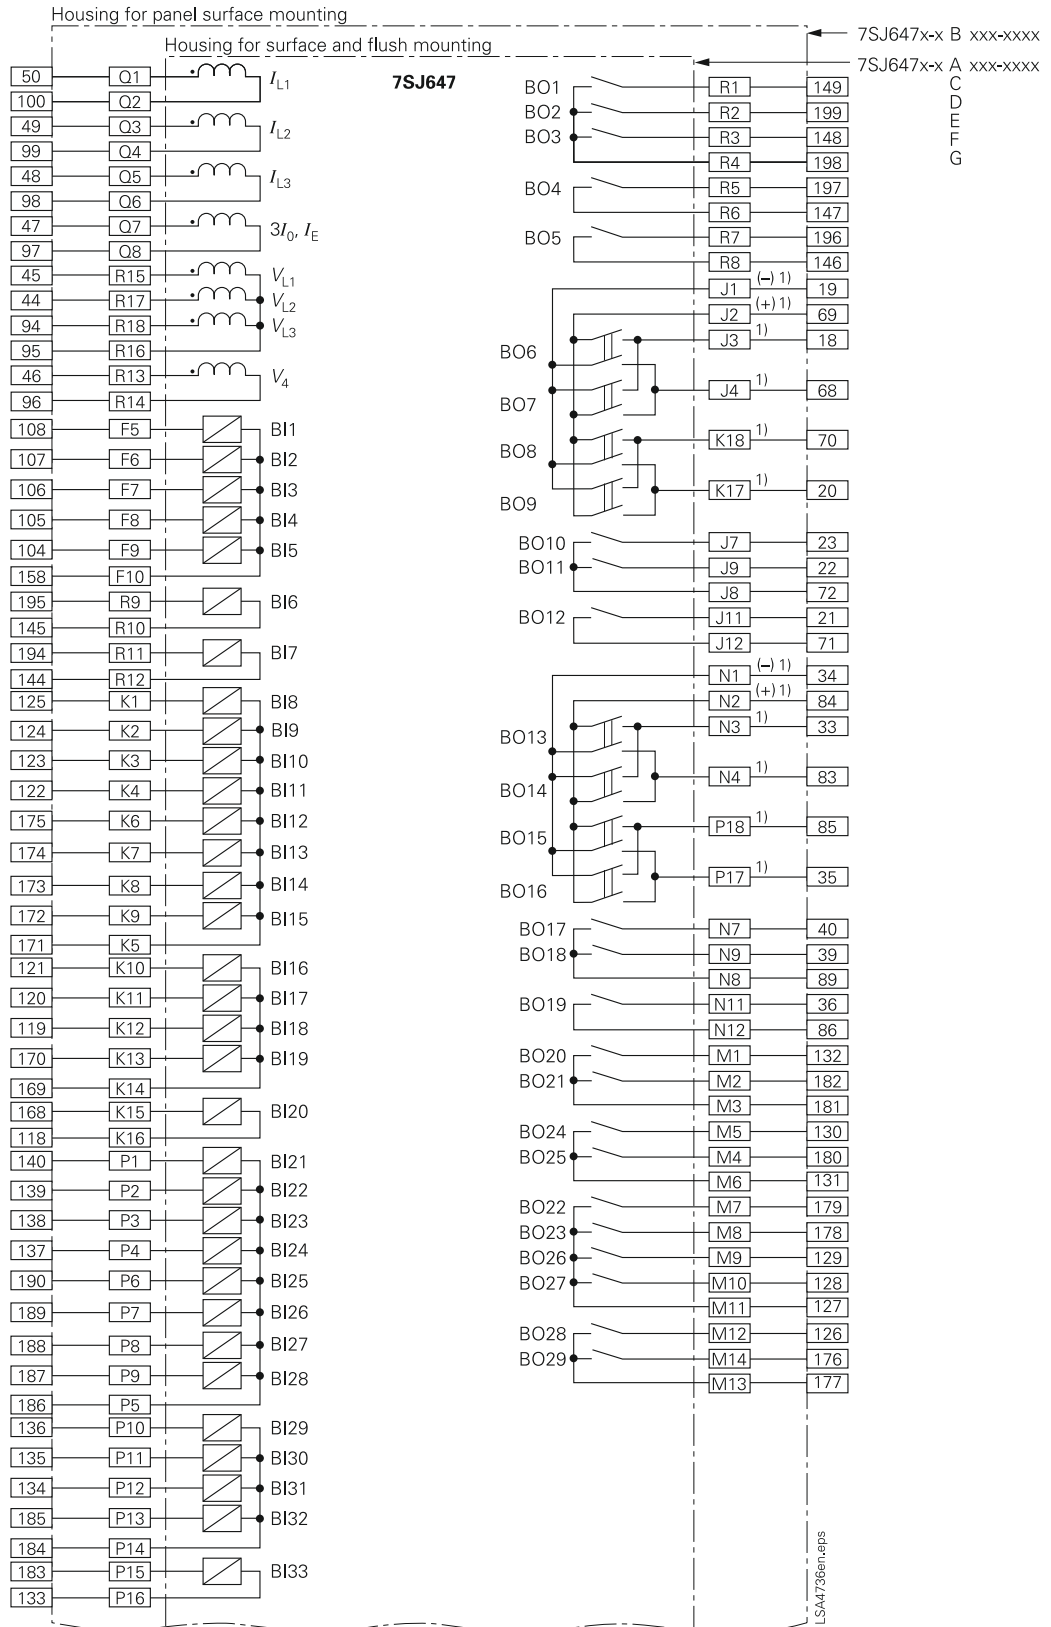 Housing for panel surface mounting
7SJ647x-x B xxx-xxxx
Housing for surface and flush mounting
7SJ647x-x A xxx-xxxx
C
D
E
F
G
7SJ647
50 Q1 I L1
100 Q2
49 Q3 I L2
99 Q4
48 Q5 I L3
98 Q6
47 Q7 3I0, IE
97 Q8
45 R15 V L1
44 R17 V L2
94 R18 V L3
95 R16
46 R13 V4
96 R14
108 F5 BI1
107 F6 BI2
106 F7 BI3
105 F8 BI4
104 F9 BI5
158 F10
195 R9 BI6
145 R10
194 R11 BI7
144 R12
125 K1 BI8
124 K2 BI9
123 K3 BI10
122 K4 BI11
175 K6 BI12
174 K7 BI13
173 K8 BI14
172 K9 BI15
171 K5
121 K10 BI16
120 K11 BI17
119 K12 BI18
170 K13 BI19
169 K14
168 K15 BI20
118 K16
140 P1 BI21
139 P2 BI22
138 P3 BI23
137 P4 BI24
190 P6 BI25
189 P7 BI26
188 P8 BI27
187 P9 BI28
186 P5
136 P10 BI29
135 P11 BI30
134 P12 BI31
185 P13 BI32
184 P14
183 P15 BI33
133 P16
BO1 R1 149
BO2 R2 199
BO3 R3 148
R4 198
BO4 R5 197
R6 147
BO5 R7 196
R8 146
J1 (–) 1) 19
J2 (+) 1) 69
J3 1) 18
BO6
J4 1) 68
BO7
K18 1) 70
BO8
K17 1) 20
BO9
BO10 J7 23
BO11 J9 22
J8 72
BO12 J11 21
J12 71
N1 (–) 1) 34
N2 (+) 1) 84
N3 1) 33
BO13
N4 1) 83
BO14
P18 1) 85
BO15
P17 1) 35
BO16
BO17 N7 40
BO18 N9 39
N8 89
BO19 N11 36
N12 86
BO20 M1 132
BO21 M2 182
M3 181
BO24 M5 130
BO25 M4 180
M6 131
BO22 M7 179
BO23 M8 178
BO26 M9 129
BO27 M10 128
M11 127
BO28 M12 126
BO29 M14 176
M13 177
LSA4736en.eps